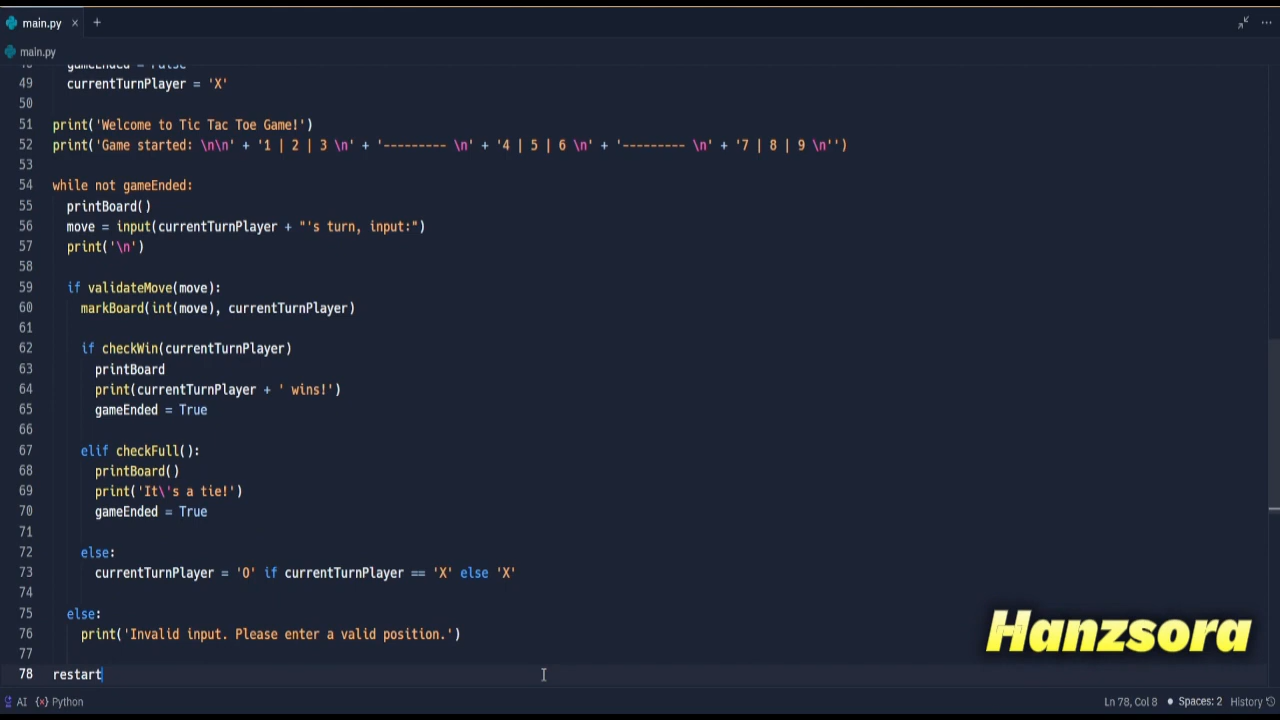 main.py
main.py
gameEnded = False
49 currentTurnPlayer = 'X'
50
51 print('Welcome to Tic Tac Toe Game!')
52 print('Game started: \n\n' + '1 | 2 | 3 \n' + '--------- \n' + '4 | 5 | 6 \n' + '--------- \n' + '7 | 8 | 9 \n'')
53
54 while not gameEnded:
55 printBoard()
56 move = input(currentTurnPlayer + "'s turn, input:")
57 print('\n')
58
59 if validateMove(move):
60 markBoard(int(move), currentTurnPlayer)
61
62 if checkWin(currentTurnPlayer)
63 printBoard
64 print(currentTurnPlayer + ' wins!')
65 gameEnded = True
66
67 elif checkFull():
68 printBoard()
69 print('It\'s a tie!')
70 gameEnded = True
71
72 else:
73 currentTurnPlayer = 'O' if currentTurnPlayer == 'X' else 'X'
74
75 else:
76 print('Invalid input. Please enter a valid position.')
77
78 restart
Hanzsora
AI {x} Python
Ln 78, Col 8 • Spaces: 2 History